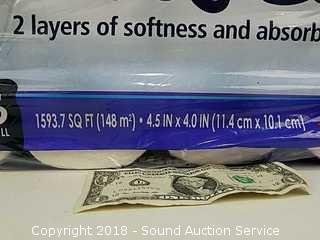 2 layers of softness and absorb
1593.7 SQ FT (148 m²) • 4.5 IN x 4.0 IN (11.4 cm x 10.1 cm)
Copyright 2018 - Sound Auction Service